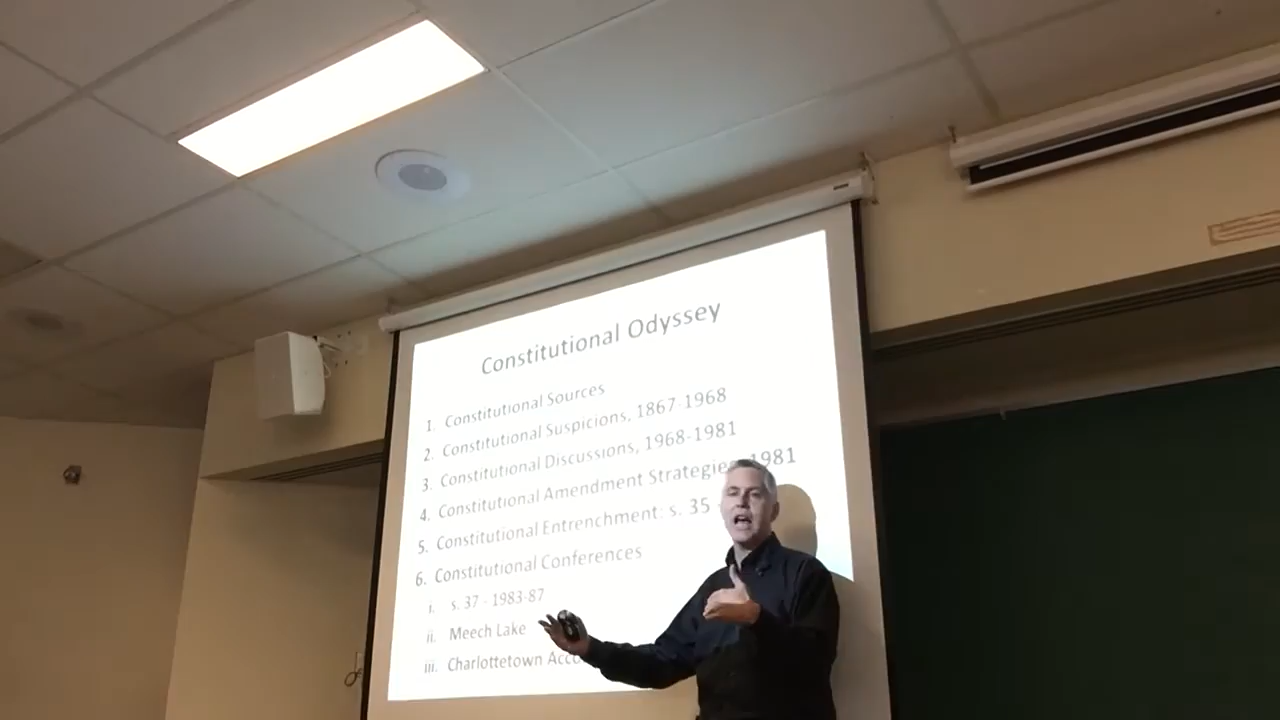 Constitutional Odyssey
1. Constitutional Sources
2. Constitutional Suspicions, 1867-1968
3. Constitutional Discussions, 1968-1981
4. Constitutional Amendment Strategies, 1981
5. Constitutional Entrenchment: s. 35
6. Constitutional Conferences
i. s. 37 - 1983-87
ii. Meech Lake
iii. Charlottetown Acco